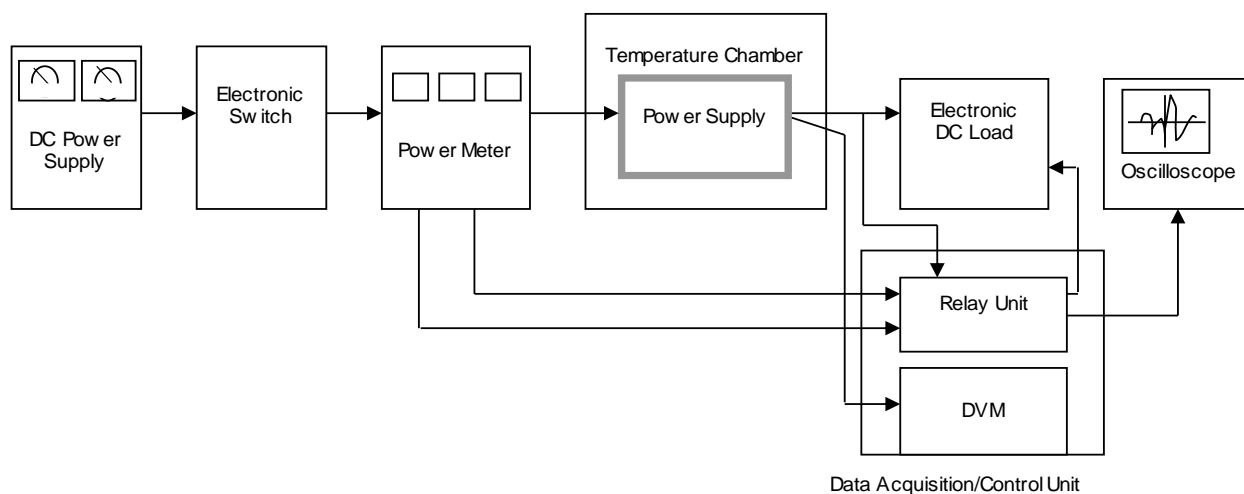 DC Power
Supply
Electronic
Switch
Power Meter
Temperature Chamber
Power Supply
Electronic
DC Load
Oscilloscope
Relay Unit
DVM
Data Acquisition/Control Unit